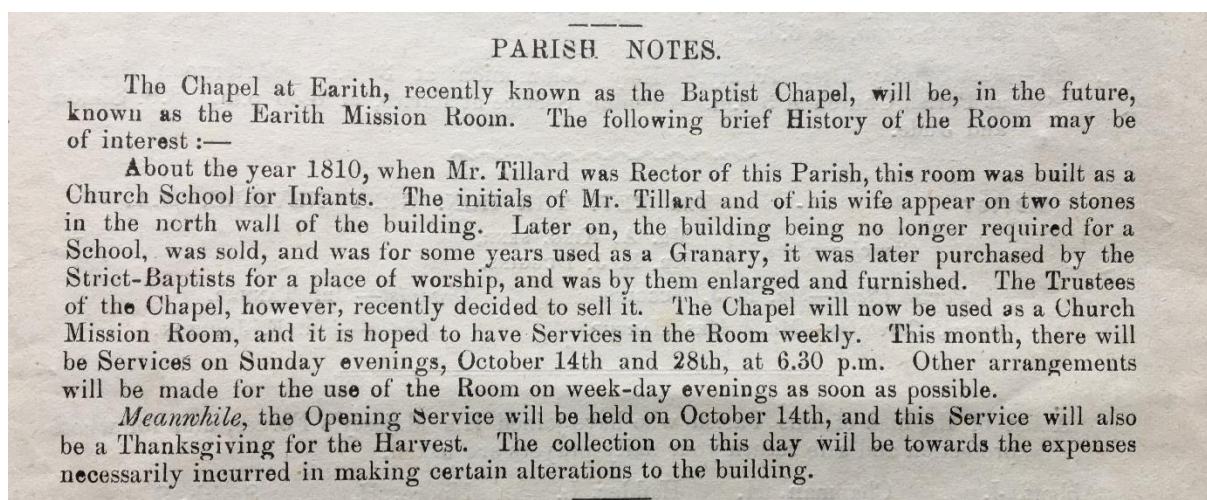 PARISH NOTES.
The Chapel at Earith, recently known as the Baptist Chapel, will be, in the future,
known as the Earith Mission Room. The following brief History of the Room may be
of interest :—
About the year 1810, when Mr. Tillard was Rector of this Parish, this room was built as a
Church School for Infants. The initials of Mr. Tillard and of his wife appear on two stones
in the north wall of the building. Later on, the building being no longer required for a
School, was sold, and was for some years used as a Granary, it was later purchased by the
Strict-Baptists for a place of worship, and was by them enlarged and furnished. The Trustees
of the Chapel, however, recently decided to sell it. The Chapel will now be used as a Church
Mission Room, and it is hoped to have Services in the Room weekly. This month, there will
be Services on Sunday evenings, October 14th and 28th, at 6.30 p.m. Other arrangements
will be made for the use of the Room on week-day evenings as soon as possible.
Meanwhile, the Opening Service will be held on October 14th, and this Service will also
be a Thanksgiving for the Harvest. The collection on this day will be towards the expenses
necessarily incurred in making certain alterations to the building.